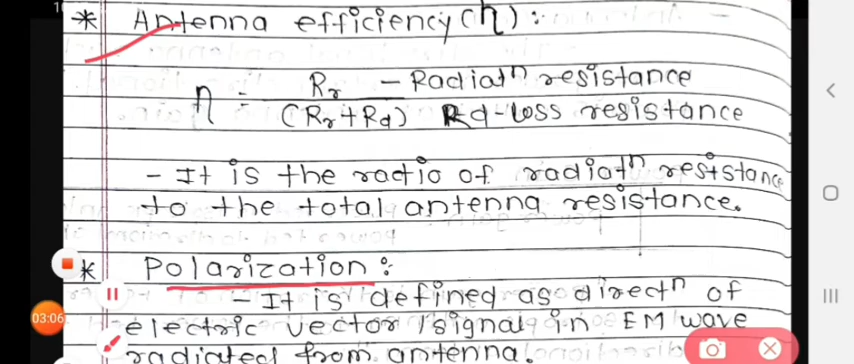 * Antenna efficiency (η):
η = Rr / (Rr + Rd) - Radiatⁿ resistance
Rd - Loss resistance
- It is the ratio of radiatⁿ resistance
to the total antenna resistance.
* Polarization:
It is defined as directⁿ of
electric vector signal in EM wave
radiated from antenna.
03:06